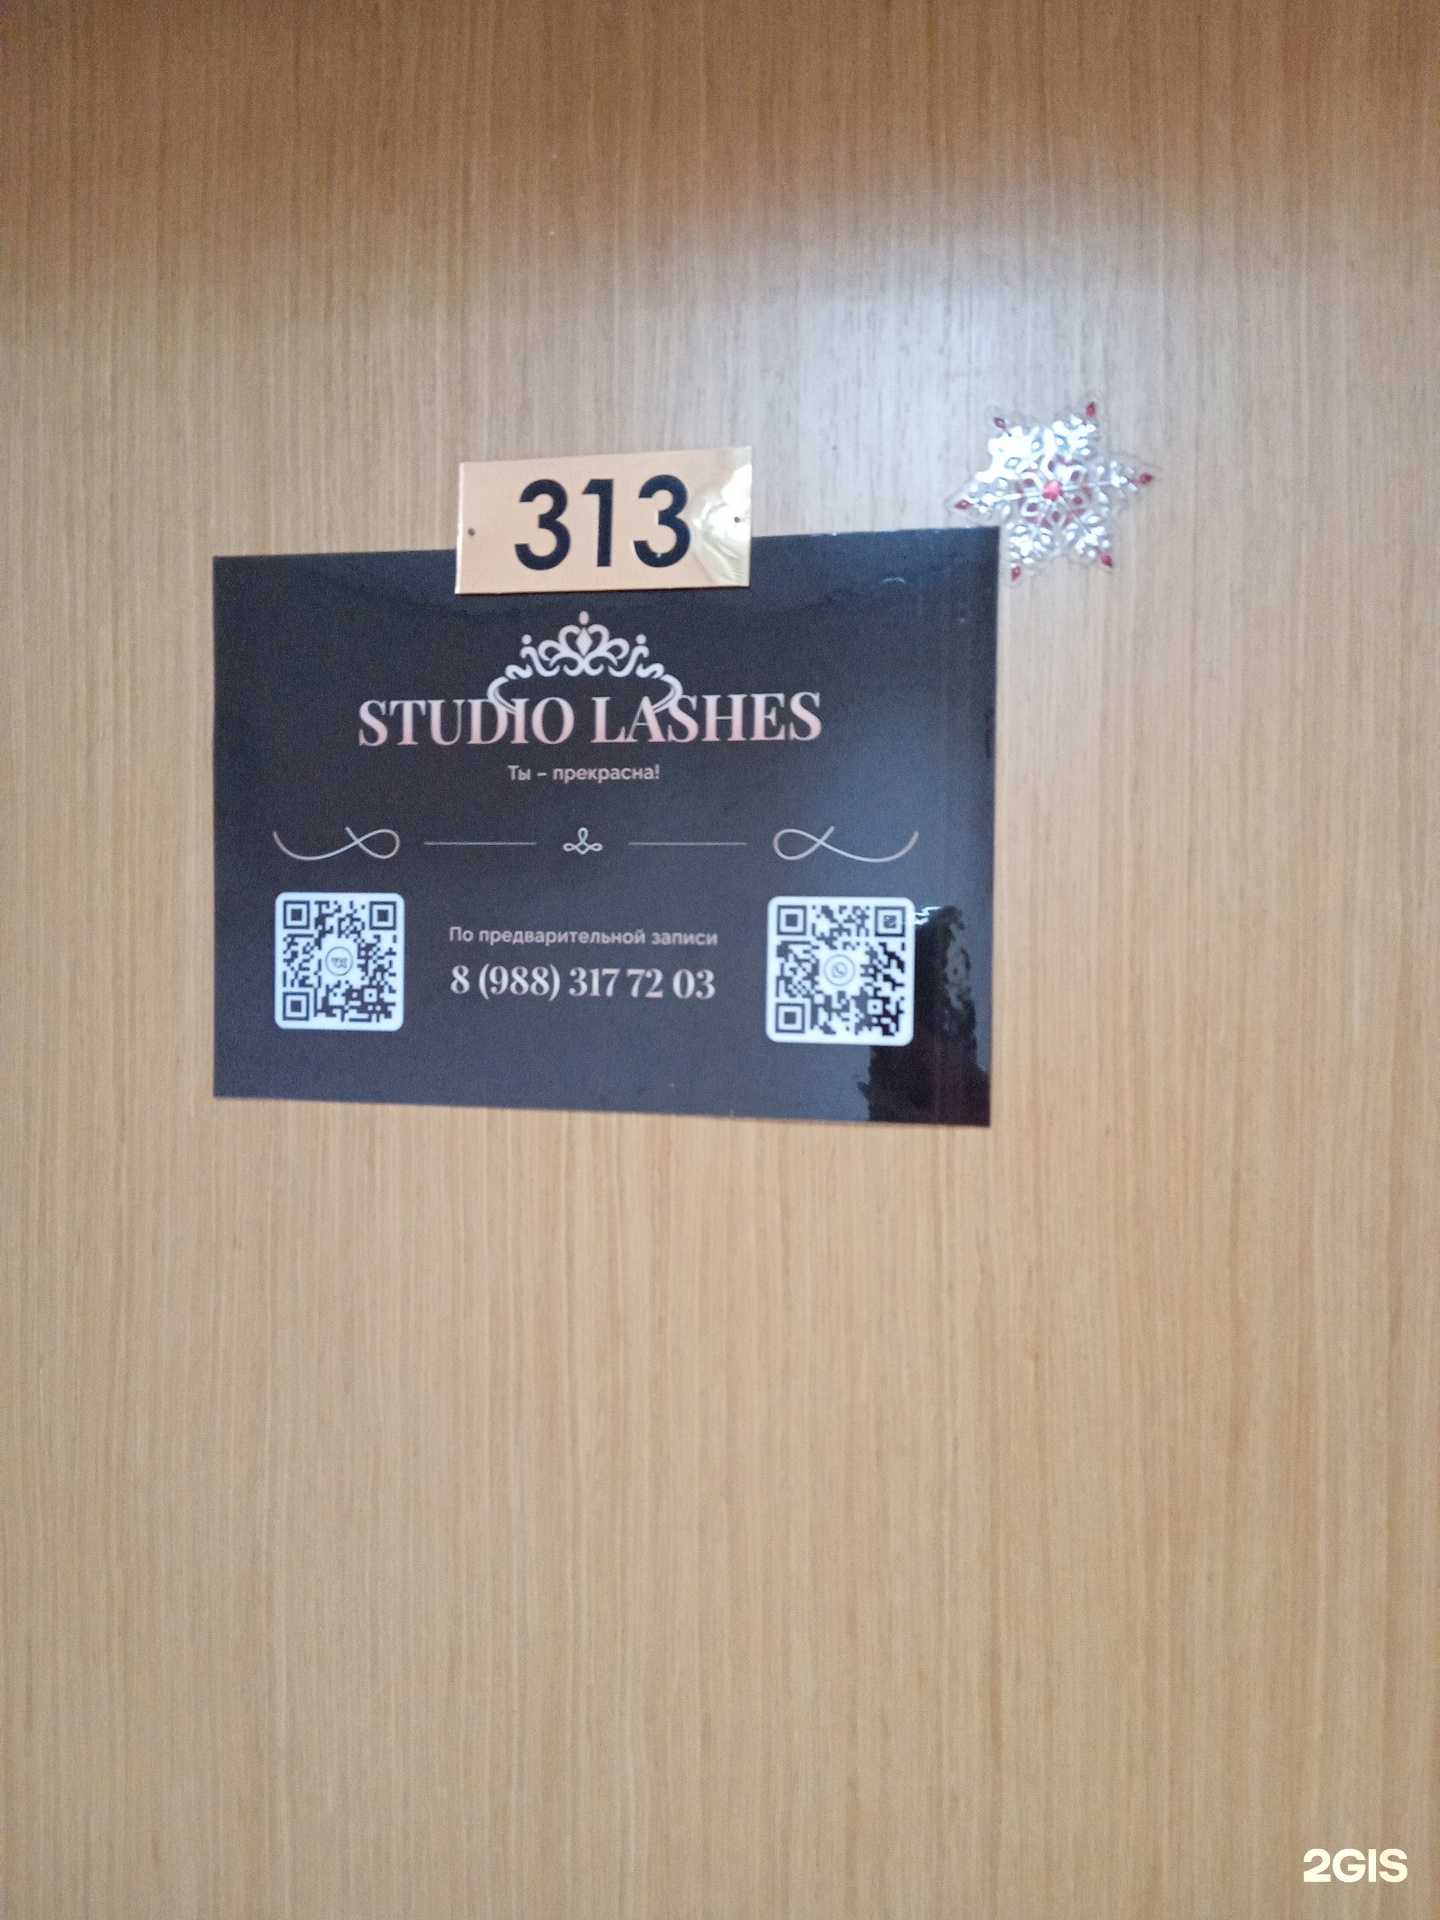 313
STUDIO LASHES
Ты – прекрасна!
По предварительной записи
8 (988) 317 72 03
2GIS